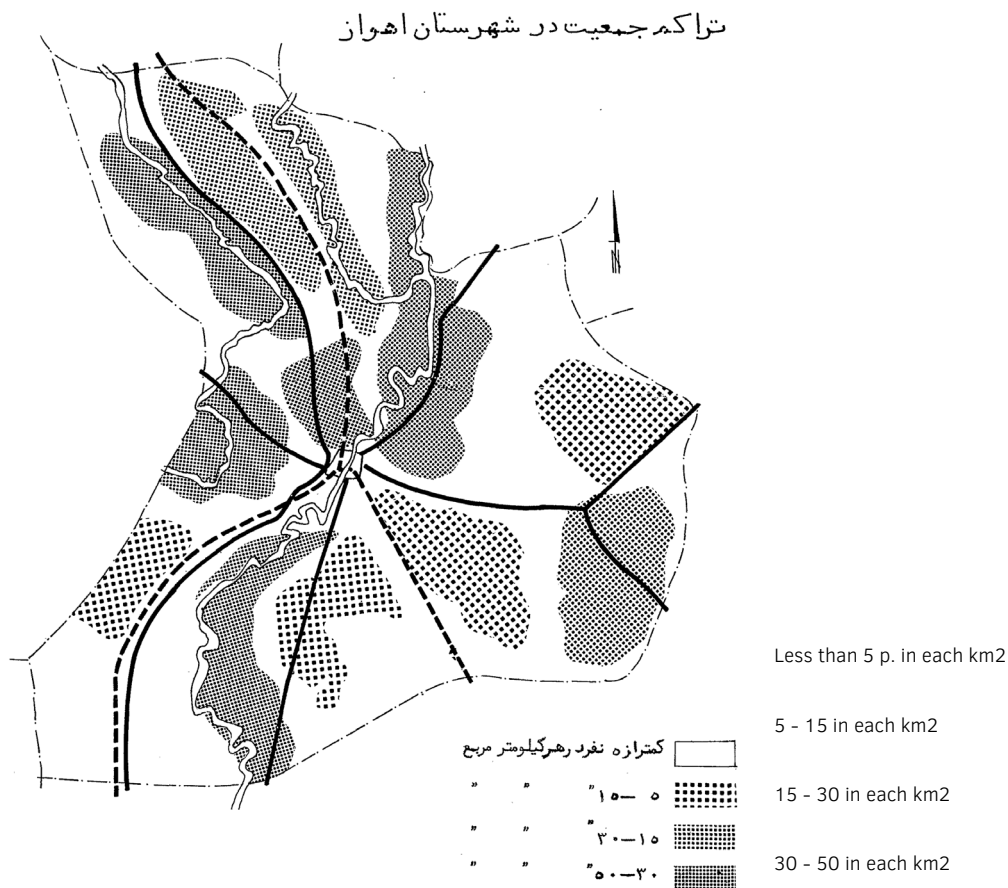 تراکم جمعیت در شهرستان اهواز
N
Less than 5 p. in each km2
5 - 15 in each km2
کمتر از ۵ نفر در هر کیلومتر مربع
۵ — ۱۵ " " "
15 - 30 in each km2
۱۵ — ۳۰ " " "
30 - 50 in each km2
۳۰ — ۵۰ " " "